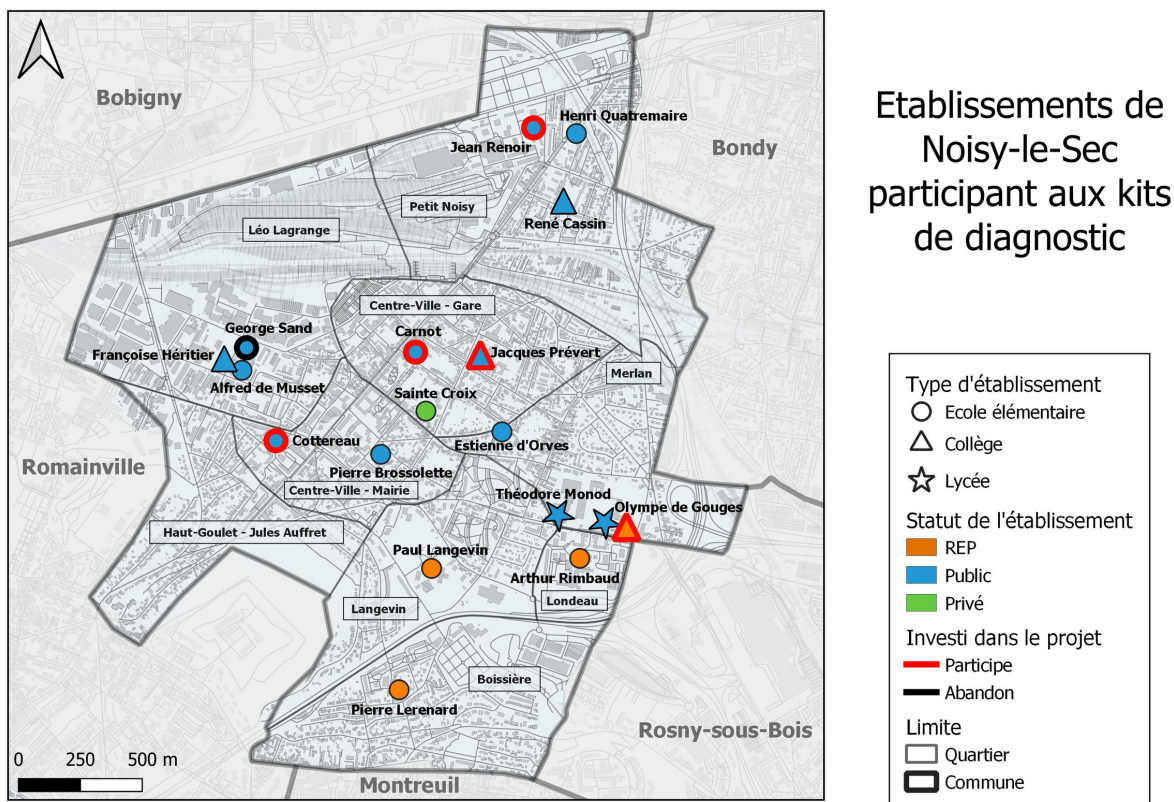 Etablissements de
Noisy-le-Sec
participant aux kits
de diagnostic
Bobigny
Bondy
Henri Quatremaire
Jean Renoir
Petit Noisy
René Cassin
Léo Lagrange
Centre-Ville - Gare
George Sand
Carnot
Françoise Héritier
Jacques Prévert
Merlan
Alfred de Musset
Sainte Croix
Cottereau
Estienne d'Orves
Romainville
Pierre Brossolette
Centre-Ville - Mairie
Théodore Monod
Olympe de Gouges
Haut-Goulet - Jules Auffret
Paul Langevin
Arthur Rimbaud
Langevin
Londeau
Boissière
Pierre Lerenard
Rosny-sous-Bois
0 250 500 m
Montreuil
Type d'établissement
Ecole élémentaire
Collège
Lycée
Statut de l'établissement
REP
Public
Privé
Investi dans le projet
Participe
Abandon
Limite
Quartier
Commune